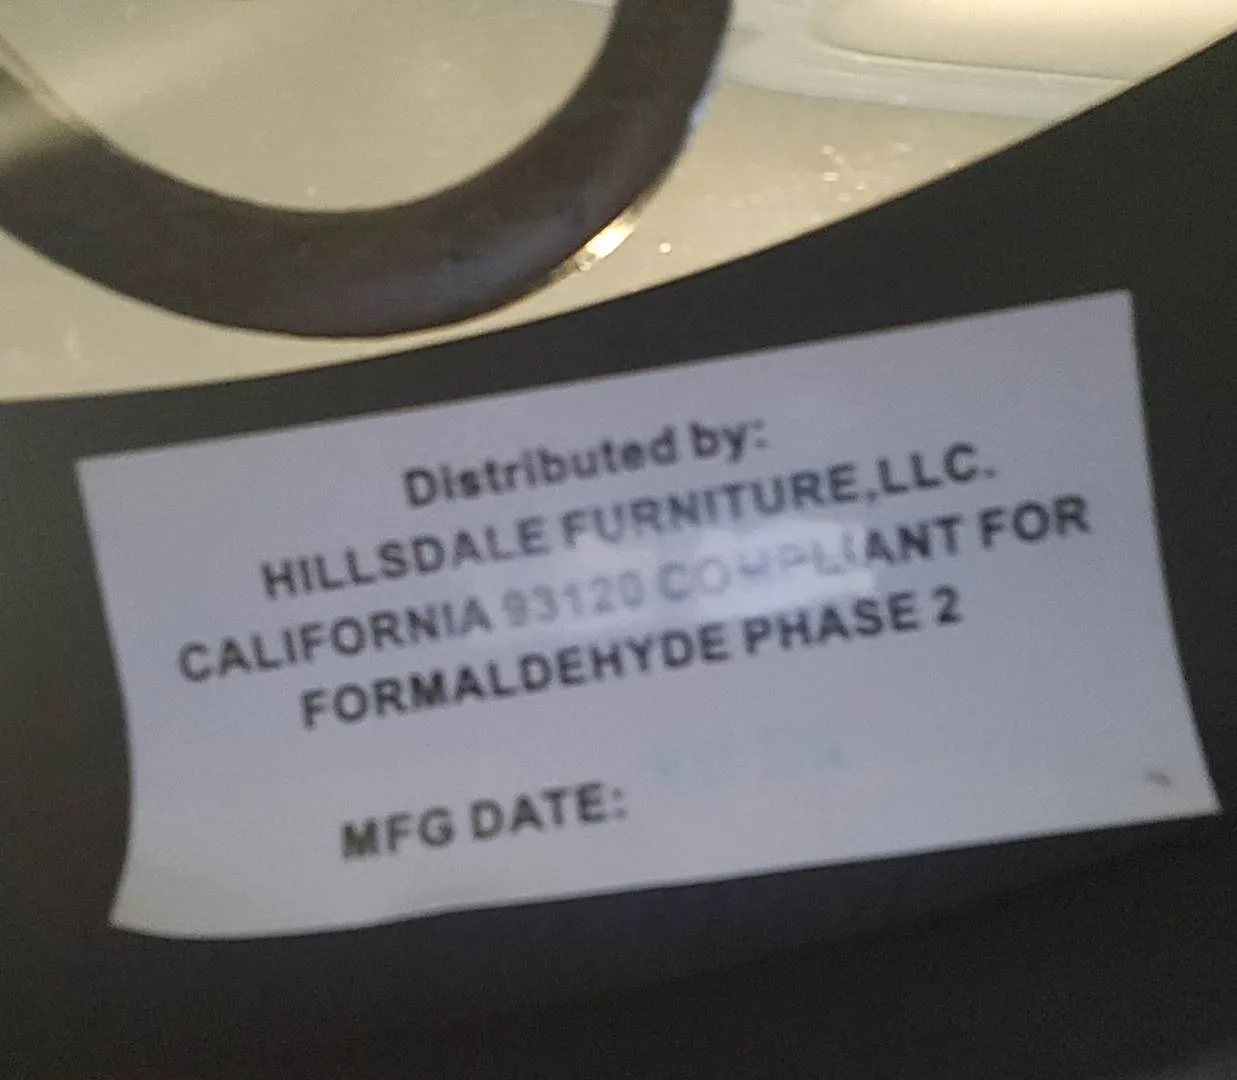 Distributed by:
HILLSDALE FURNITURE,LLC.
CALIFORNIA 93120 COMPLIANT FOR
FORMALDEHYDE PHASE 2
MFG DATE: